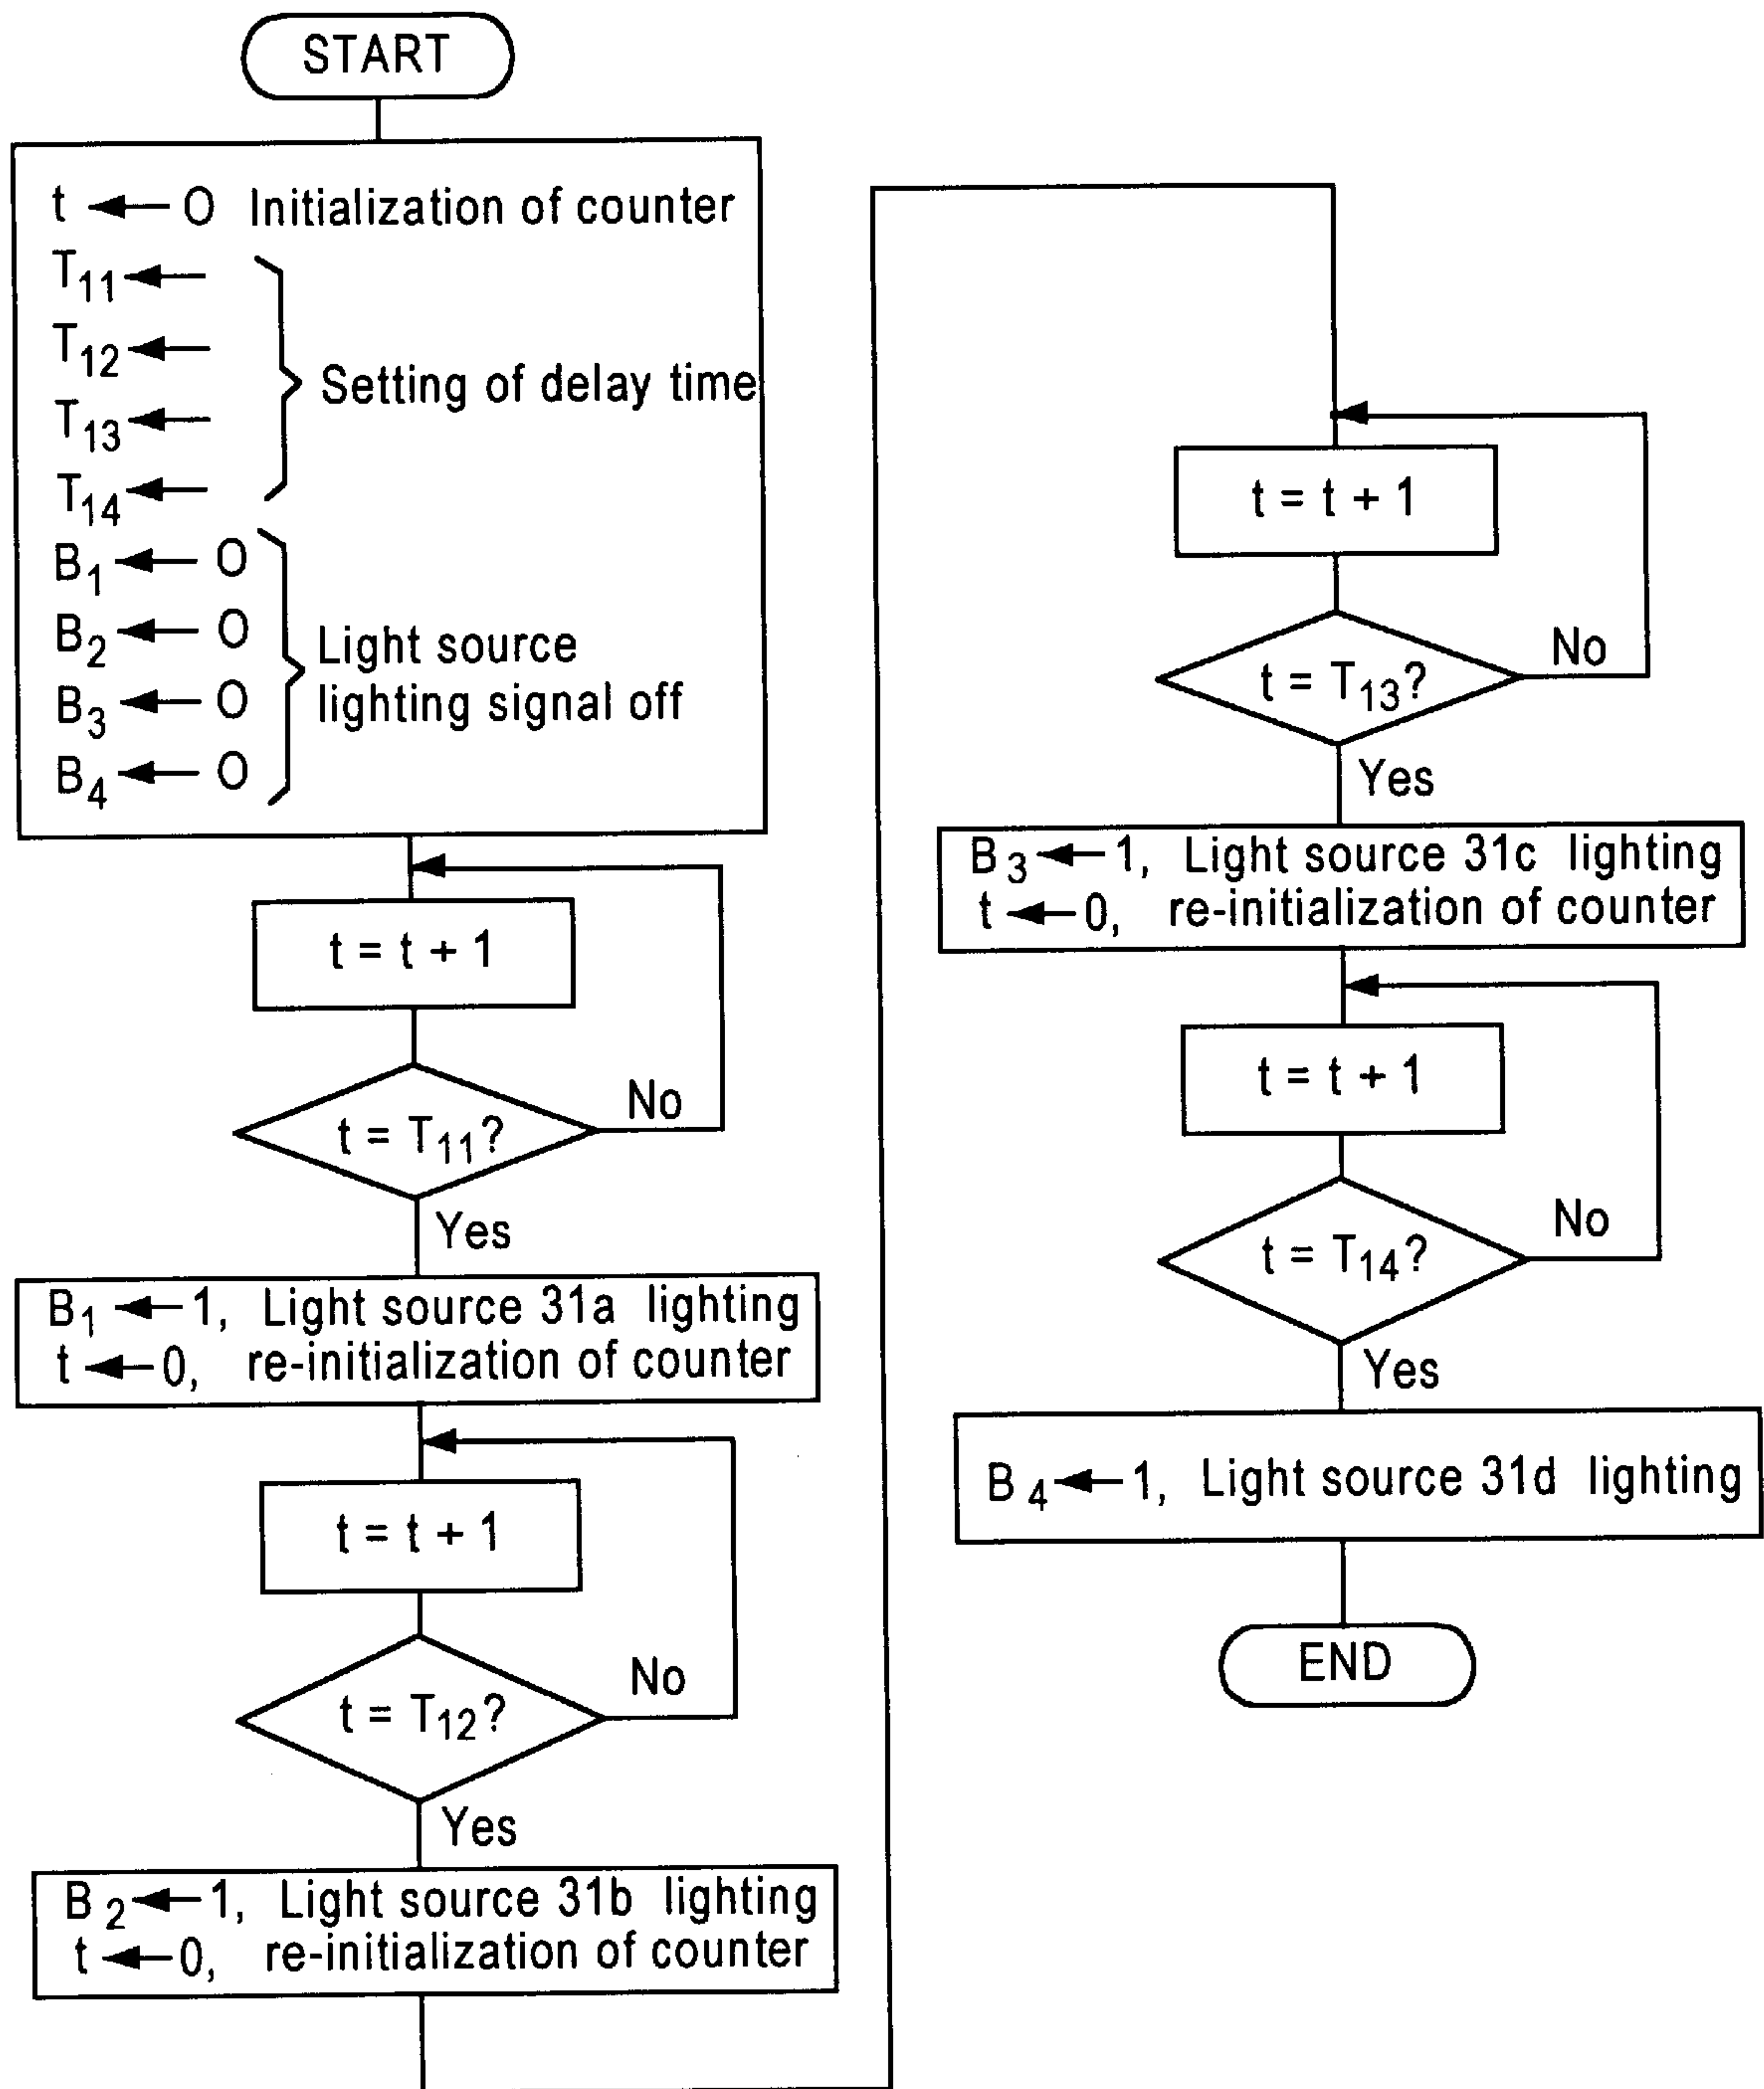 START
t ← O Initialization of counter
T11 ←
T12 ←
T13 ←
T14 ←
Setting of delay time
B1 ← O
B2 ← O
B3 ← O
B4 ← O
Light source
lighting signal off
t = t + 1
t = T11?
No
Yes
B1 ← 1, Light source 31a lighting
t ← 0, re-initialization of counter
t = t + 1
t = T12?
No
Yes
B2 ← 1, Light source 31b lighting
t ← 0, re-initialization of counter
t = t + 1
t = T13?
No
Yes
B3 ← 1, Light source 31c lighting
t ← 0, re-initialization of counter
t = t + 1
t = T14?
No
Yes
B4 ← 1, Light source 31d lighting
END